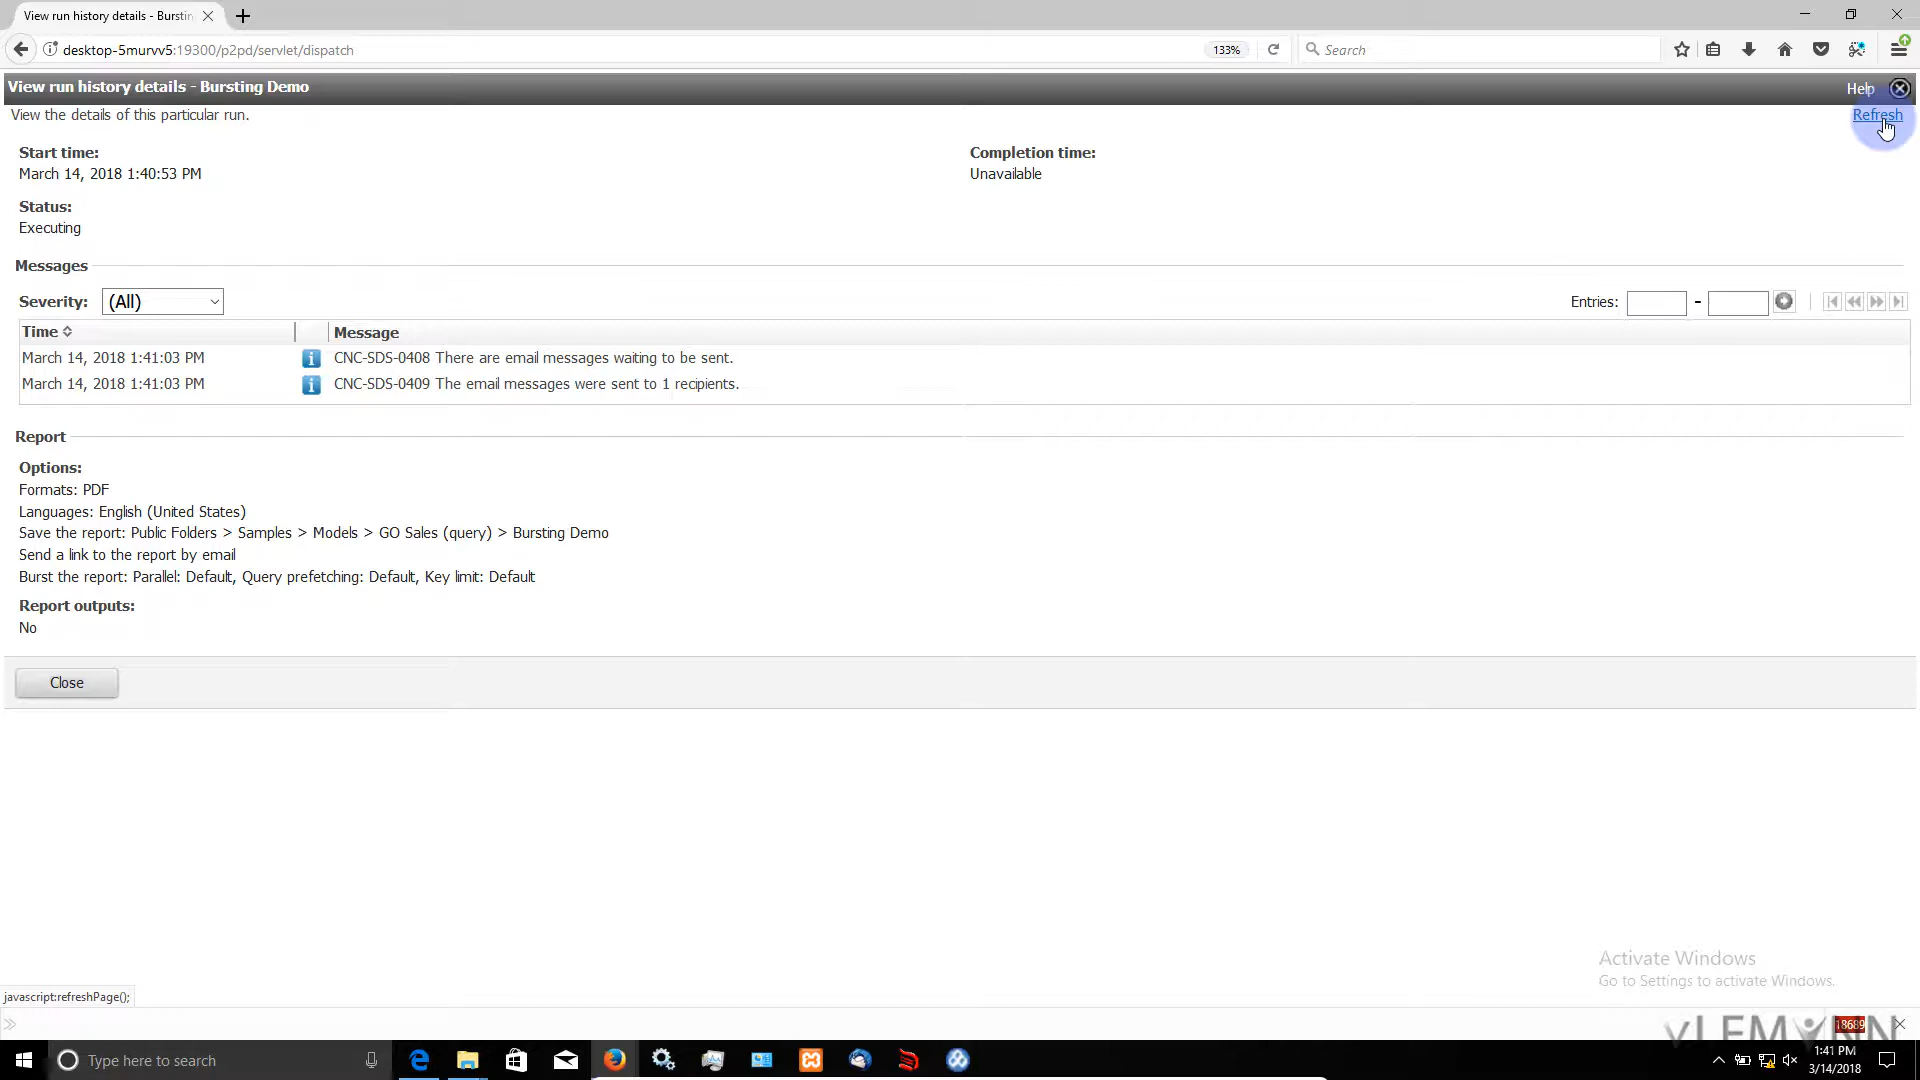 View run history details - Burstin
desktop-5murvv5:19300/p2pd/servlet/dispatch
133%
Search
View run history details - Bursting Demo
Help
View the details of this particular run.
Refresh
Start time:
Completion time:
March 14, 2018 1:40:53 PM
Unavailable
Status:
Executing
Messages
Severity:
(All)
Entries:
-
Time
Message
March 14, 2018 1:41:03 PM
CNC-SDS-0408 There are email messages waiting to be sent.
March 14, 2018 1:41:03 PM
CNC-SDS-0409 The email messages were sent to 1 recipients.
Report
Options:
Formats: PDF
Languages: English (United States)
Save the report: Public Folders > Samples > Models > GO Sales (query) > Bursting Demo
Send a link to the report by email
Burst the report: Parallel: Default, Query prefetching: Default, Key limit: Default
Report outputs:
No
Close
Activate Windows
Go to Settings to activate Windows.
javascript:refreshPage();
18689
Type here to search
1:41 PM
3/14/2018